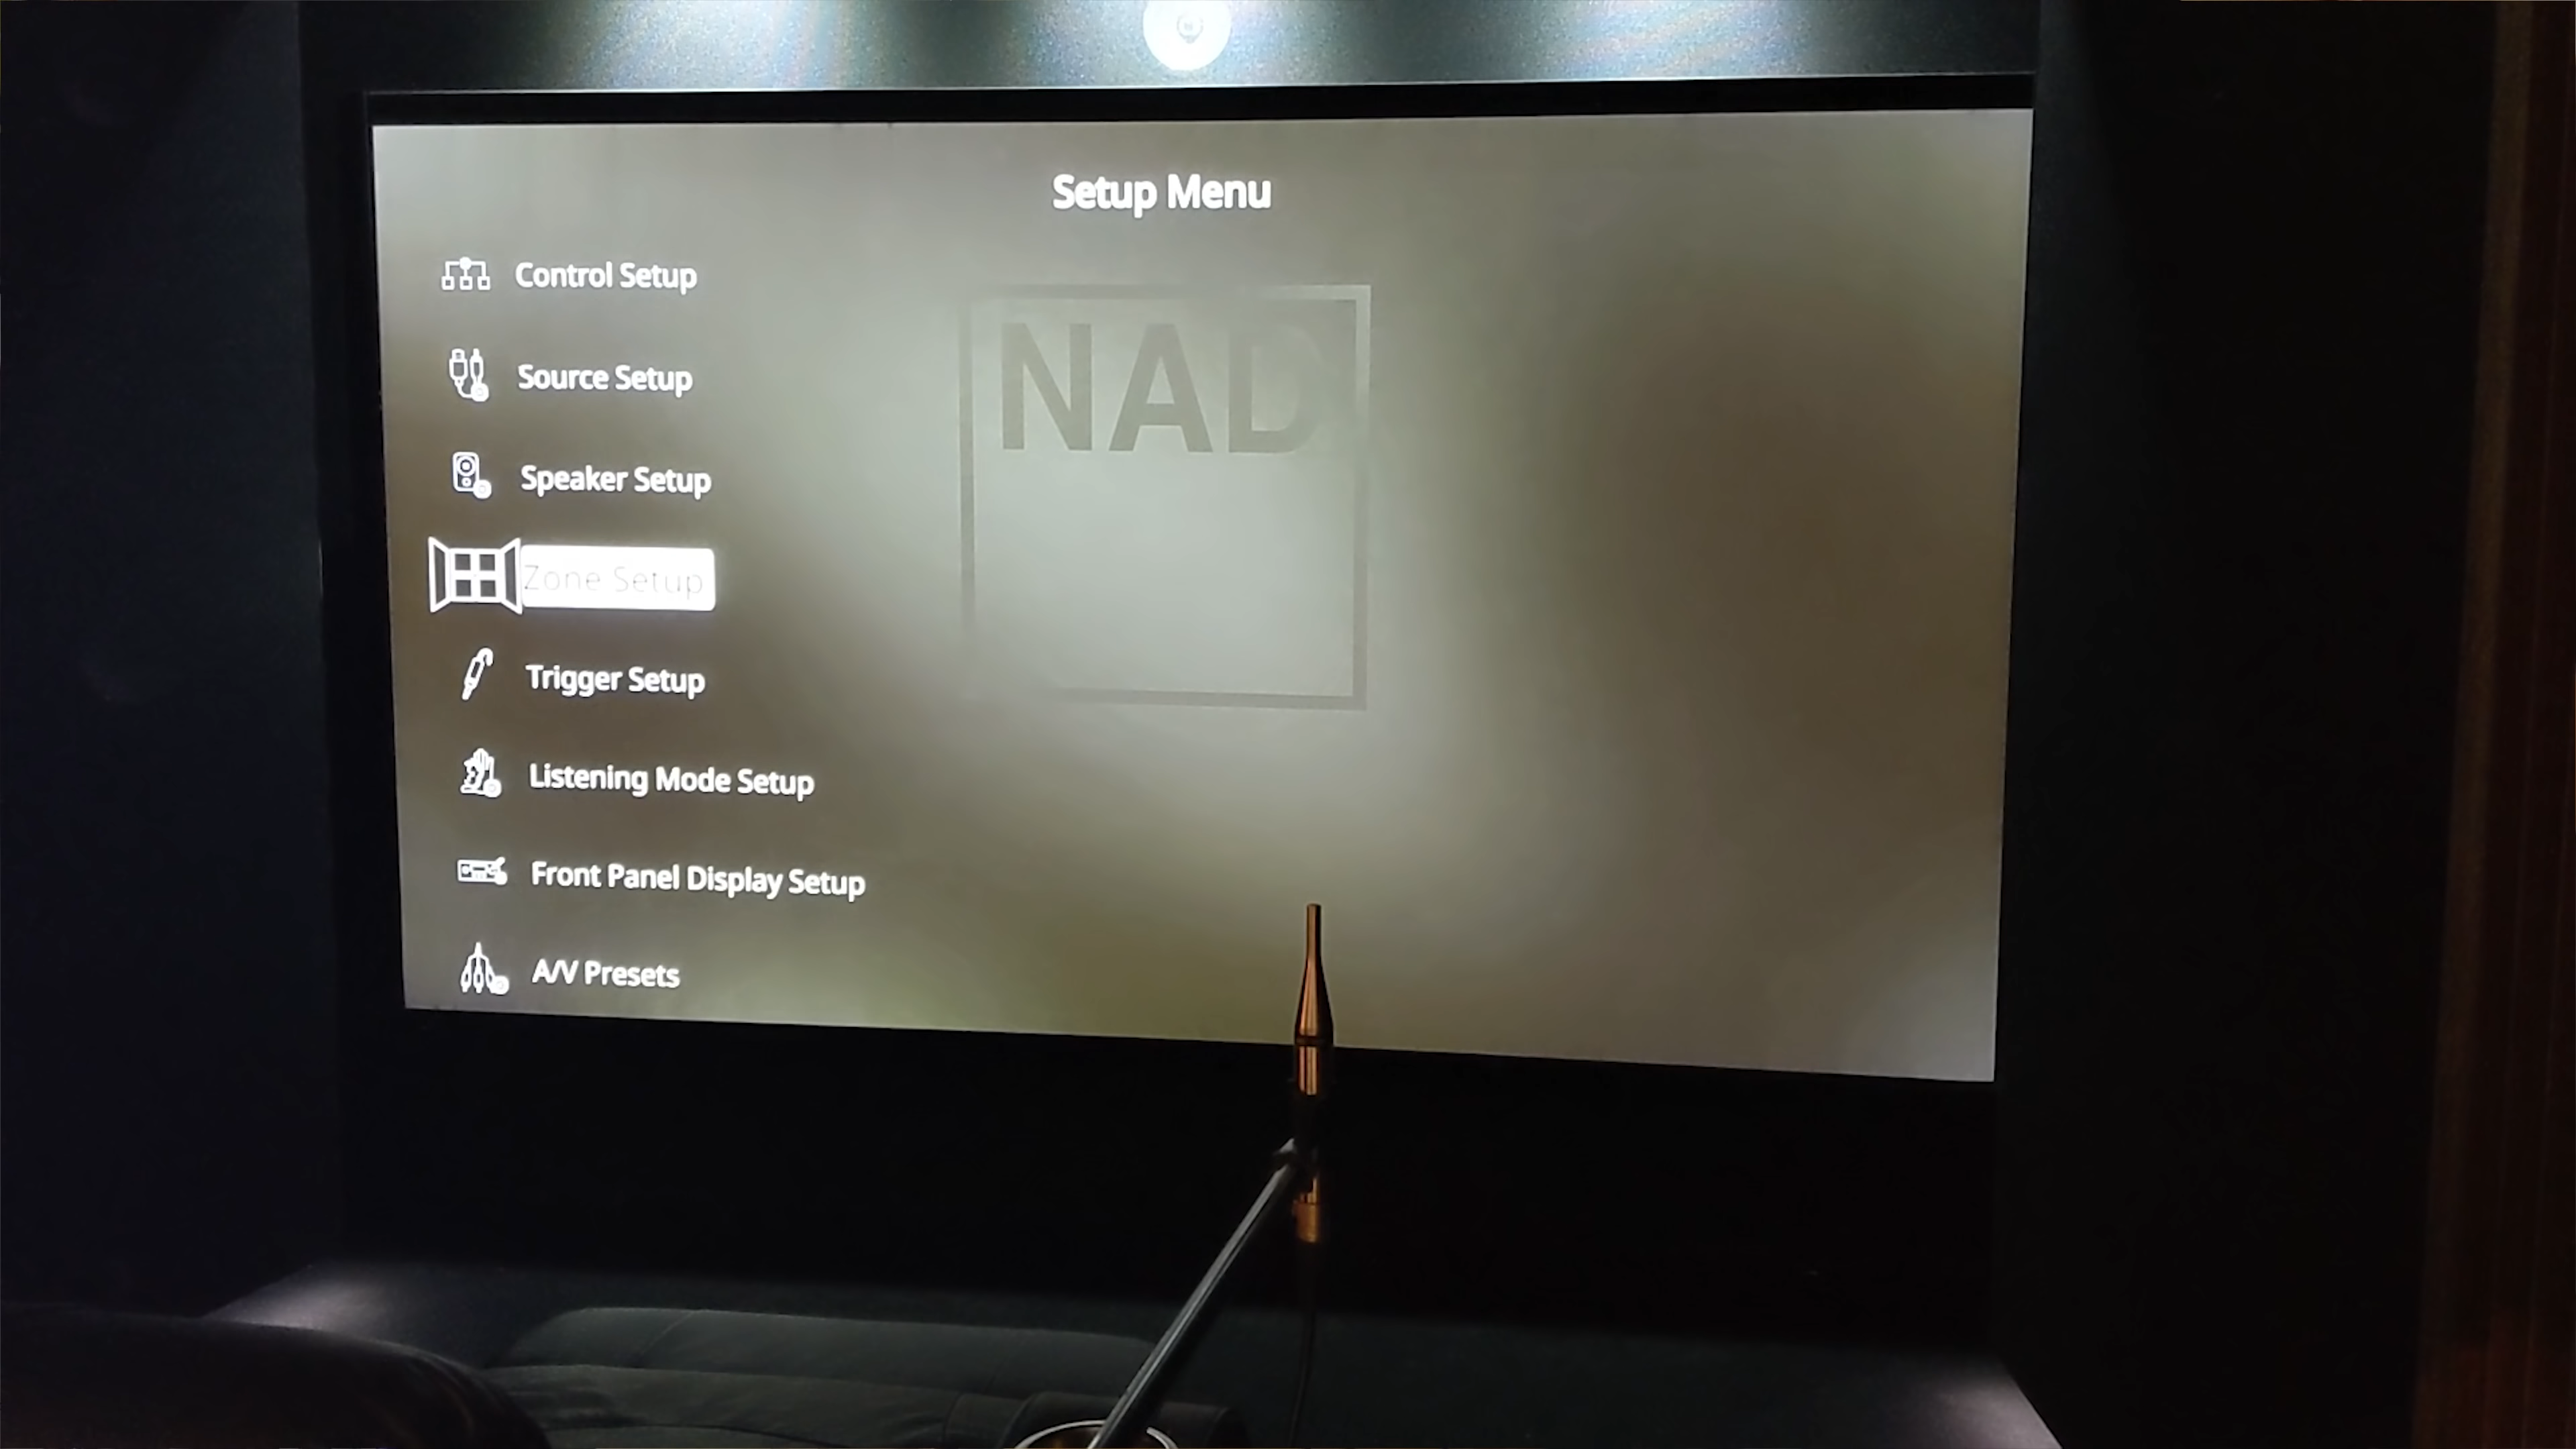 Setup Menu
Control Setup
Source Setup
Speaker Setup
Zone Setup
Trigger Setup
Listening Mode Setup
Front Panel Display Setup
A/V Presets
NAD